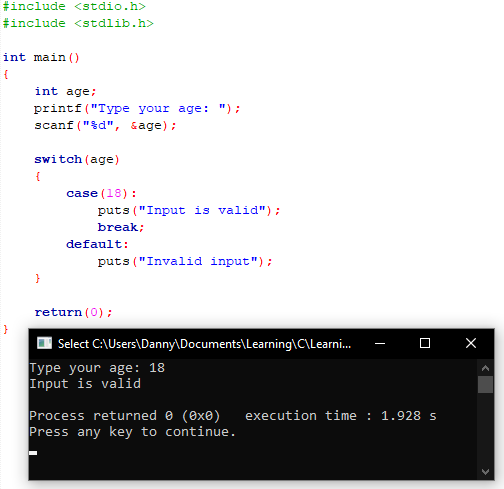 #include <stdio.h>
#include <stdlib.h>

int main()
{
    int age;
    printf("Type your age: ");
    scanf("%d", &age);

    switch(age)
    {
        case(18):
            puts("Input is valid");
            break;
        default:
            puts("Invalid input");
    }

    return(0);
}
Select C:\Users\Danny\Documents\Learning\C\Learni...
Type your age: 18
Input is valid

Process returned 0 (0x0)   execution time : 1.928 s
Press any key to continue.